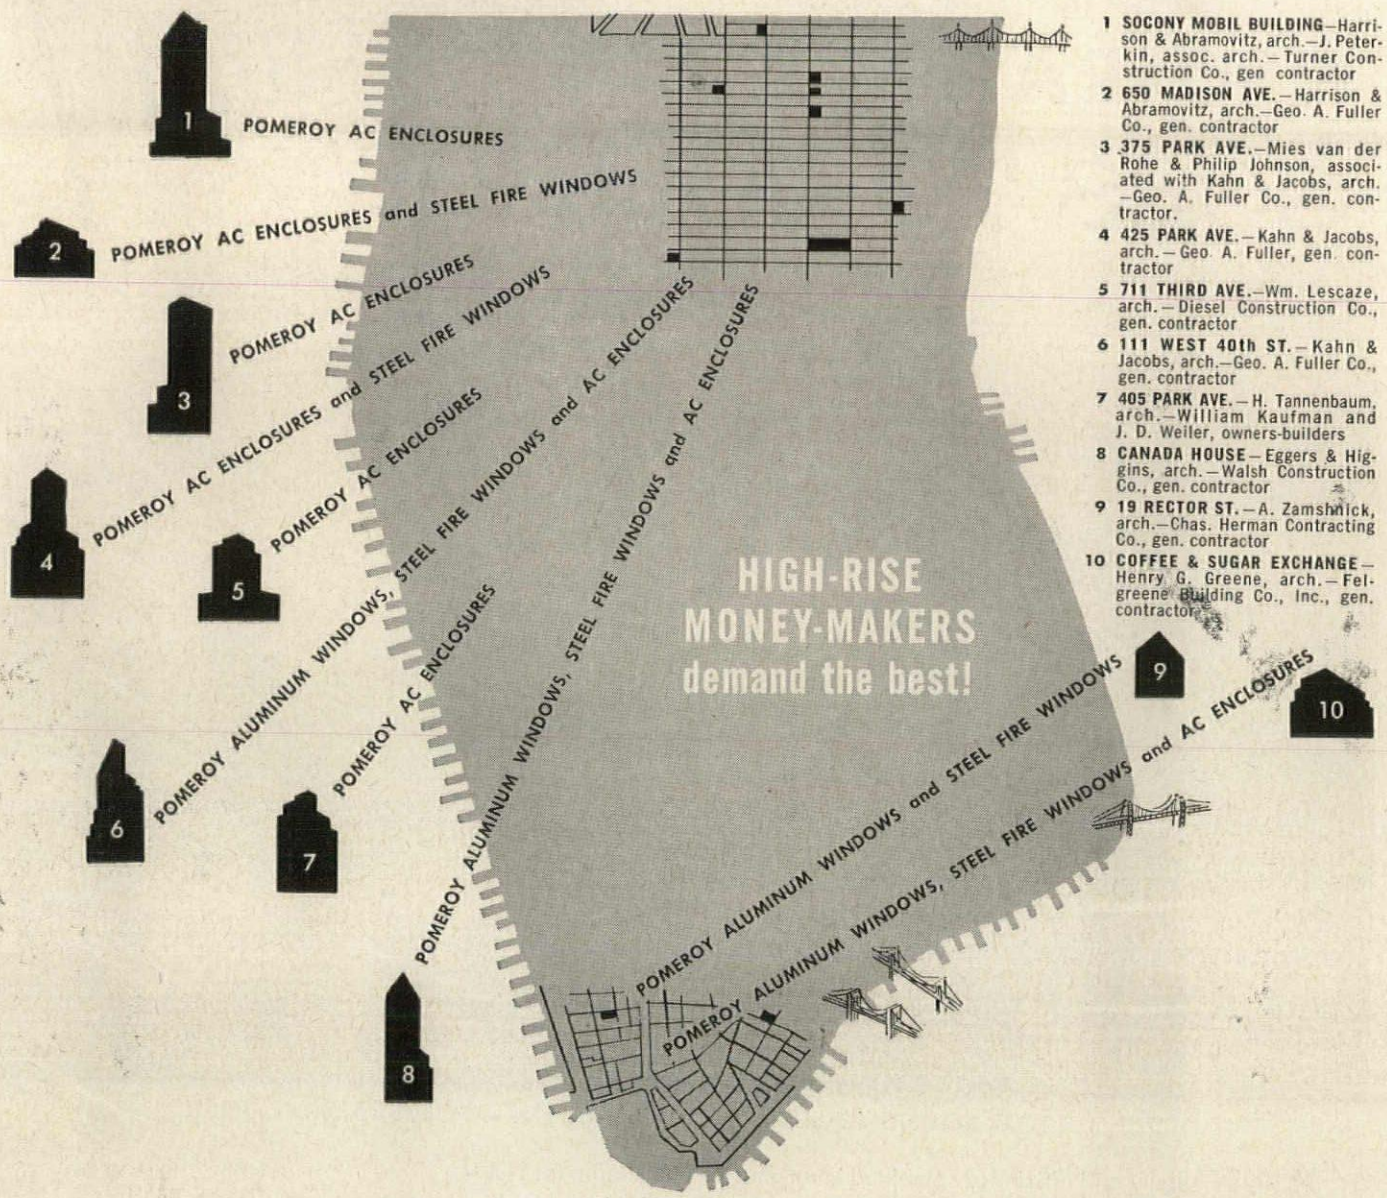 1
POMEROY AC ENCLOSURES
2
POMEROY AC ENCLOSURES and STEEL FIRE WINDOWS
3
POMEROY AC ENCLOSURES
4
POMEROY AC ENCLOSURES and STEEL FIRE WINDOWS
5
POMEROY AC ENCLOSURES
6
POMEROY ALUMINUM WINDOWS, STEEL FIRE WINDOWS and AC ENCLOSURES
7
POMEROY AC ENCLOSURES
8
POMEROY ALUMINUM WINDOWS, STEEL FIRE WINDOWS and AC ENCLOSURES
HIGH-RISE
MONEY-MAKERS
demand the best!
9
POMEROY ALUMINUM WINDOWS and STEEL FIRE WINDOWS
10
POMEROY ALUMINUM WINDOWS, STEEL FIRE WINDOWS and AC ENCLOSURES
1 SOCONY MOBIL BUILDING—Harri-
son & Abramovitz, arch.—J. Peter-
kin, assoc. arch.—Turner Con-
struction Co., gen contractor
2 650 MADISON AVE.—Harrison &
Abramovitz, arch.—Geo. A. Fuller
Co., gen. contractor
3 375 PARK AVE.—Mies van der
Rohe & Philip Johnson, associ-
ated with Kahn & Jacobs, arch.
—Geo. A. Fuller Co., gen. con-
tractor.
4 425 PARK AVE.—Kahn & Jacobs,
arch.—Geo. A. Fuller, gen. con-
tractor
5 711 THIRD AVE.—Wm. Lescaze,
arch.—Diesel Construction Co.,
gen. contractor
6 111 WEST 40th ST.—Kahn &
Jacobs, arch.—Geo. A. Fuller Co.,
gen. contractor
7 405 PARK AVE.—H. Tannenbaum,
arch.—William Kaufman and
J. D. Weiler, owners-builders
8 CANADA HOUSE—Eggers & Hig-
gins, arch.—Walsh Construction
Co., gen. contractor
9 19 RECTOR ST.—A. Zamshnick,
arch.—Chas. Herman Contracting
Co., gen. contractor
10 COFFEE & SUGAR EXCHANGE—
Henry G. Greene, arch.—Fel-
greene Building Co., Inc., gen.
contractor